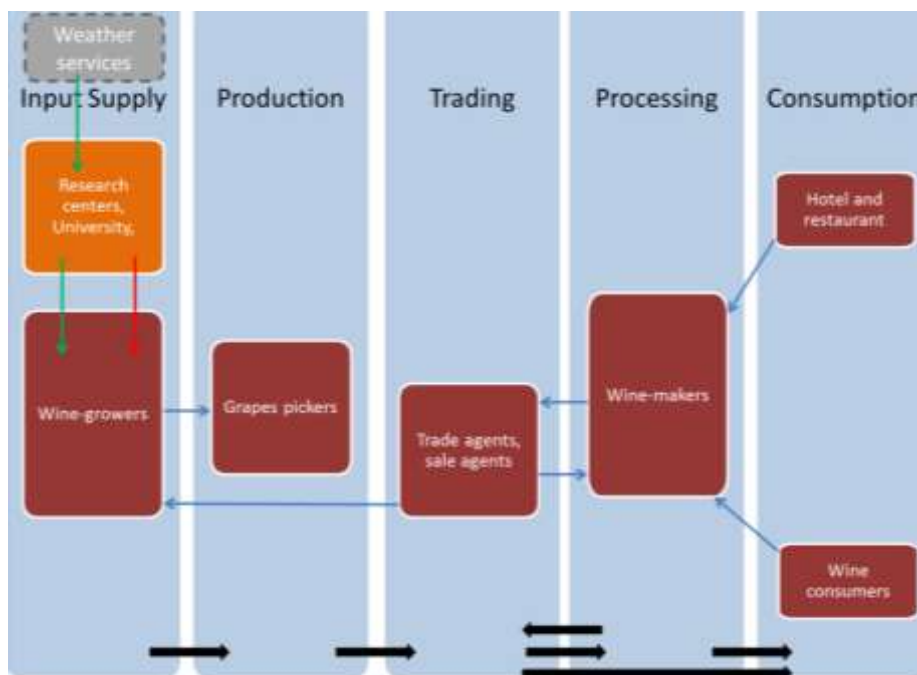 Weather
services
Input Supply
Production
Trading
Processing
Consumption
Research
centers,
University,
Hotel and
restaurant
Wine-growers
Grapes pickers
Trade agents,
sale agents
Wine-makers
Wine
consumers